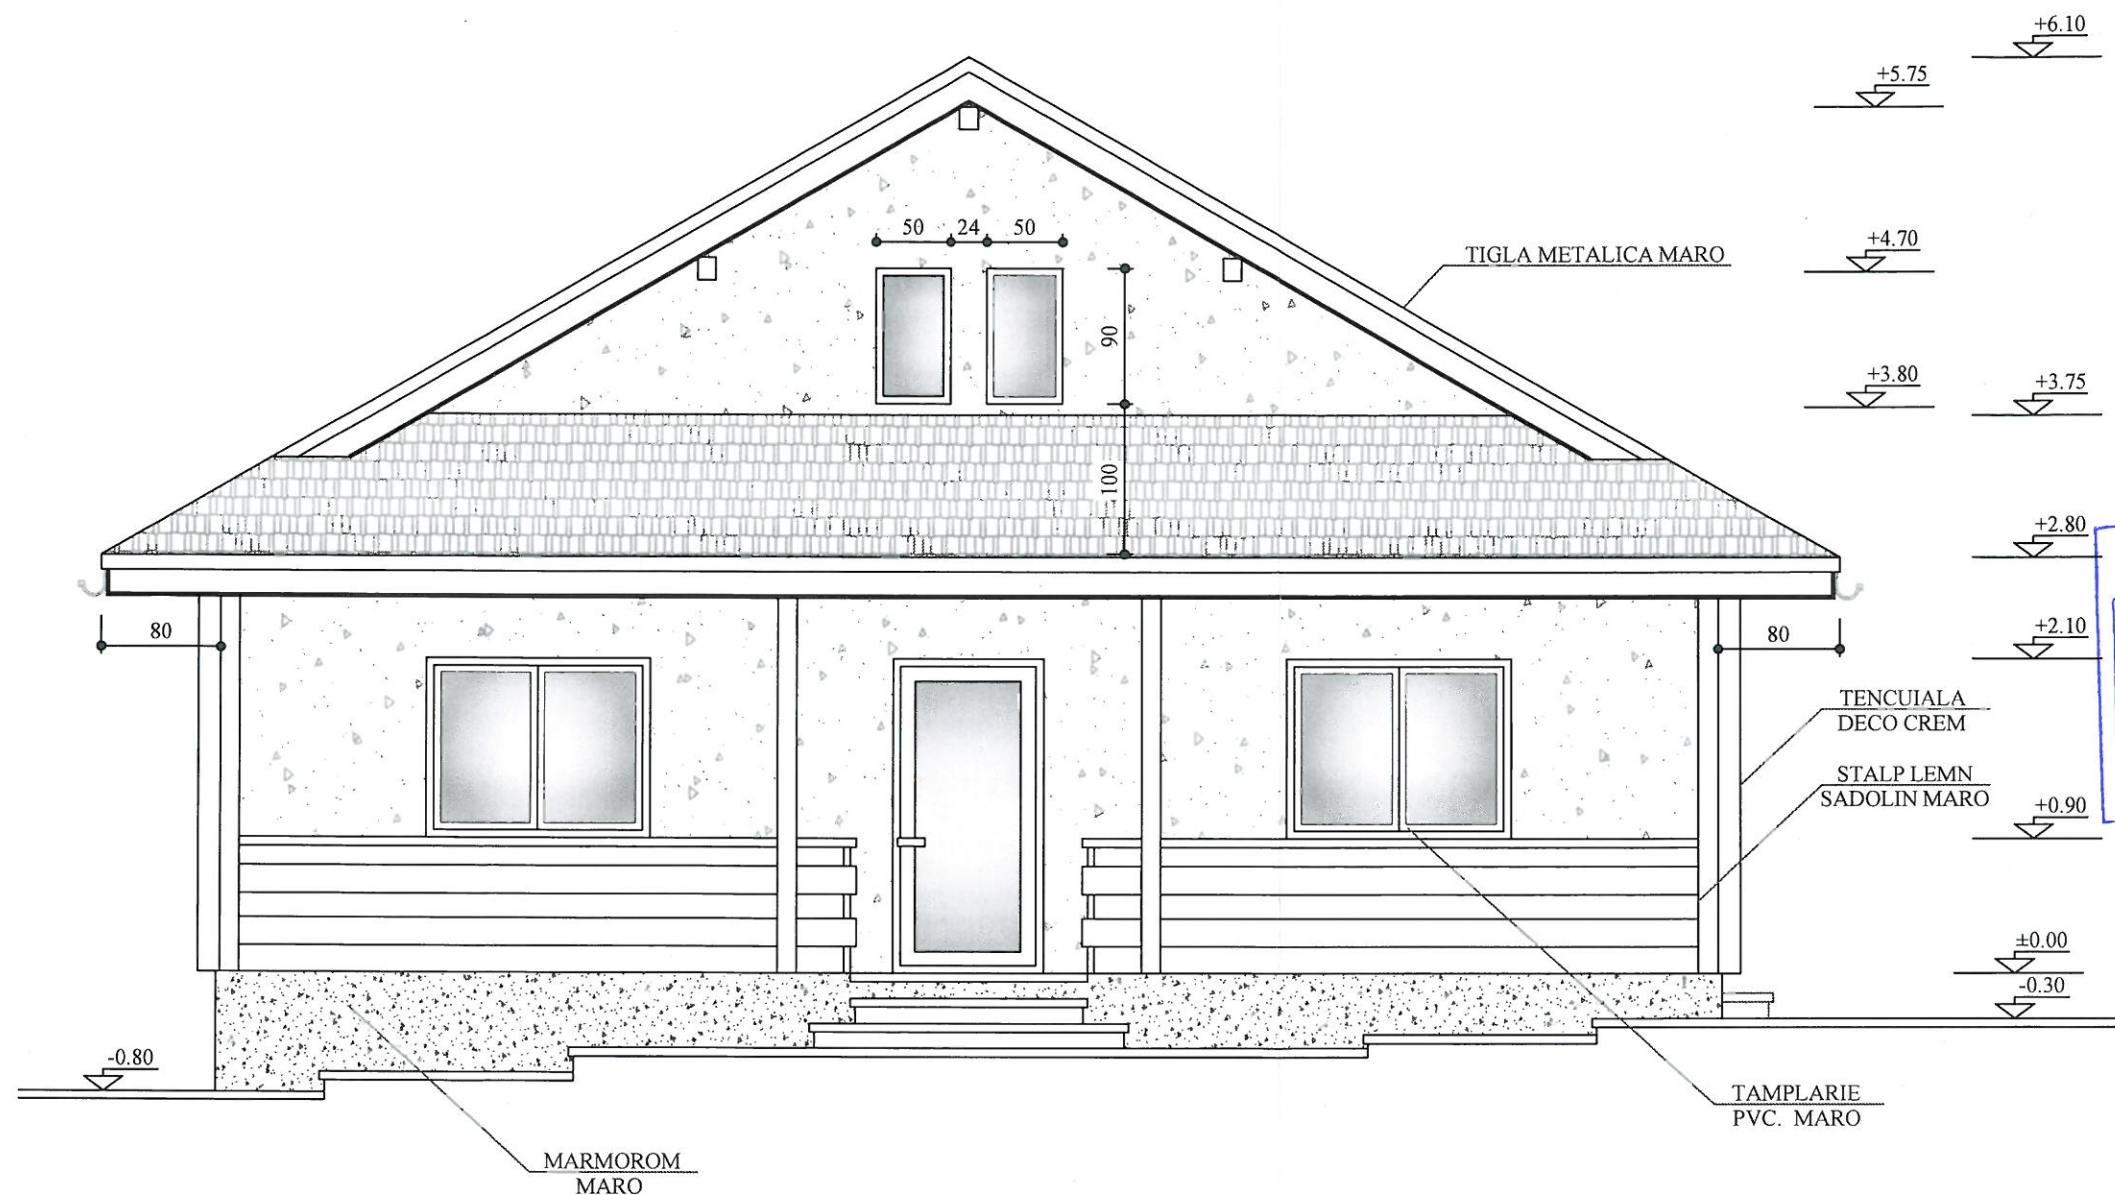 +6.10
+5.75
50 24 50
TIGLA METALICA MARO
+4.70
90
+3.80
+3.75
100
+2.80
80
80
+2.10
TENCUIALA
DECO CREM
STALP LEMN
SADOLIN MARO
+0.90
±0.00
-0.30
-0.80
TAMPLARIE
PVC. MARO
MARMOROM
MARO